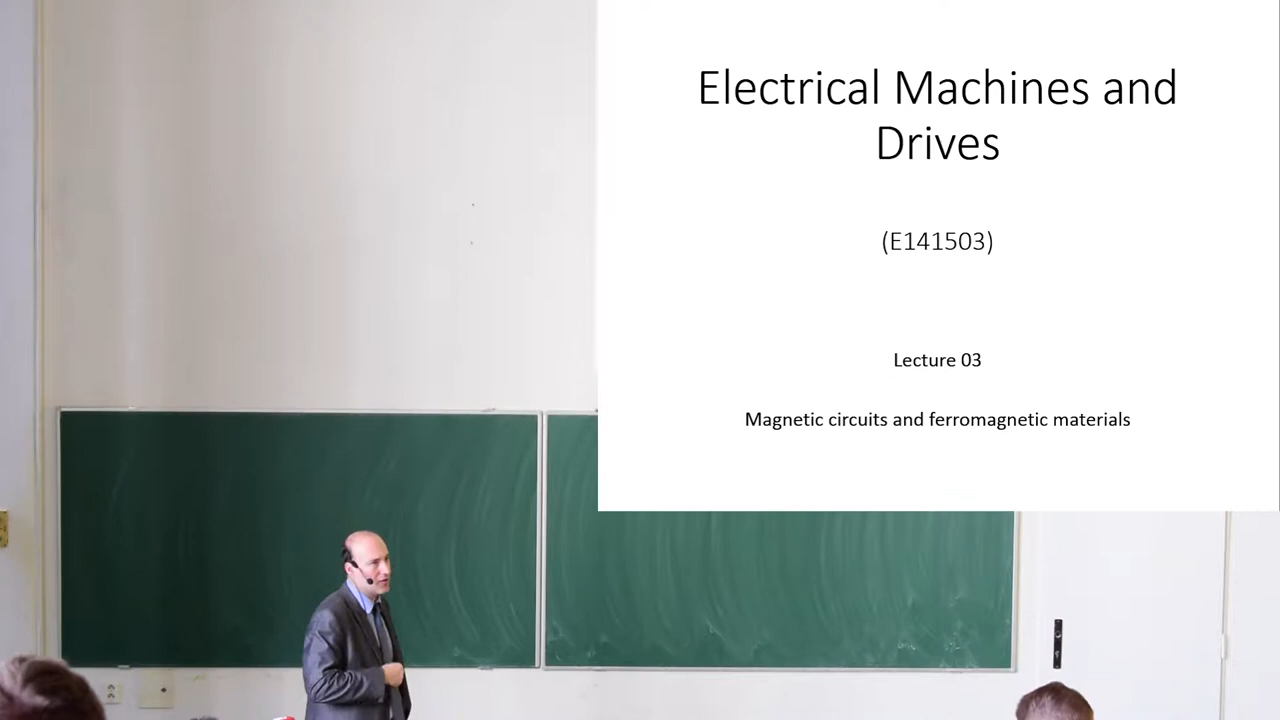 Electrical Machines and
Drives
(E141503)
Lecture 03
Magnetic circuits and ferromagnetic materials